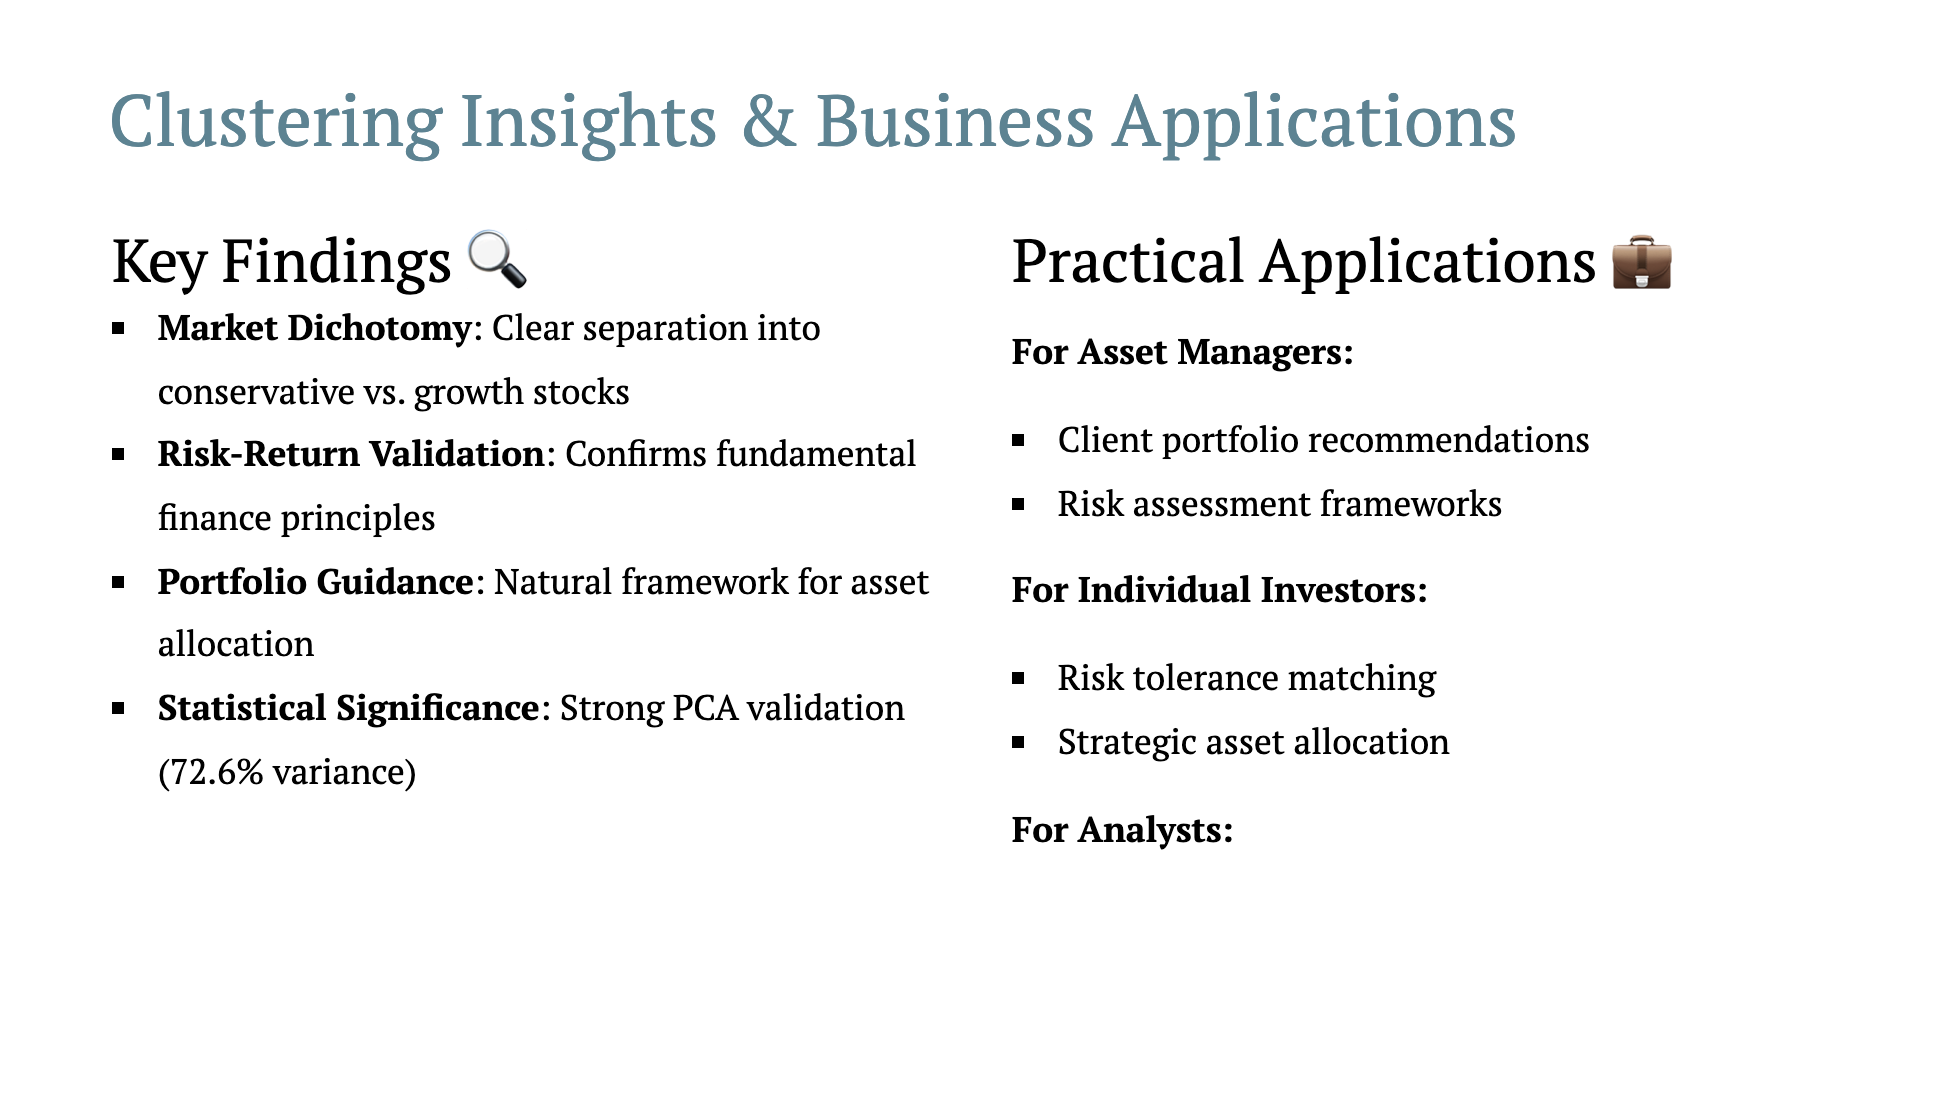 Clustering Insights & Business Applications
Key Findings 🔍
▪ Market Dichotomy: Clear separation into
conservative vs. growth stocks
▪ Risk-Return Validation: Confirms fundamental
finance principles
▪ Portfolio Guidance: Natural framework for asset
allocation
▪ Statistical Significance: Strong PCA validation
(72.6% variance)
Practical Applications 💼
For Asset Managers:
▪ Client portfolio recommendations
▪ Risk assessment frameworks
For Individual Investors:
▪ Risk tolerance matching
▪ Strategic asset allocation
For Analysts: